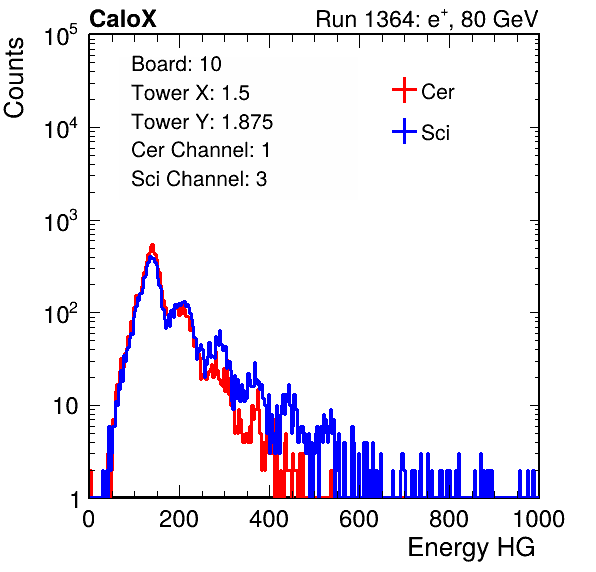 CaloX Run 1364: e⁺, 80 GeV
Counts
Board: 10
Tower X: 1.5
Tower Y: 1.875
Cer Channel: 1
Sci Channel: 3
Cer
Sci
10⁵
10⁴
10³
10²
10
1
0 200 400 600 800 1000
Energy HG